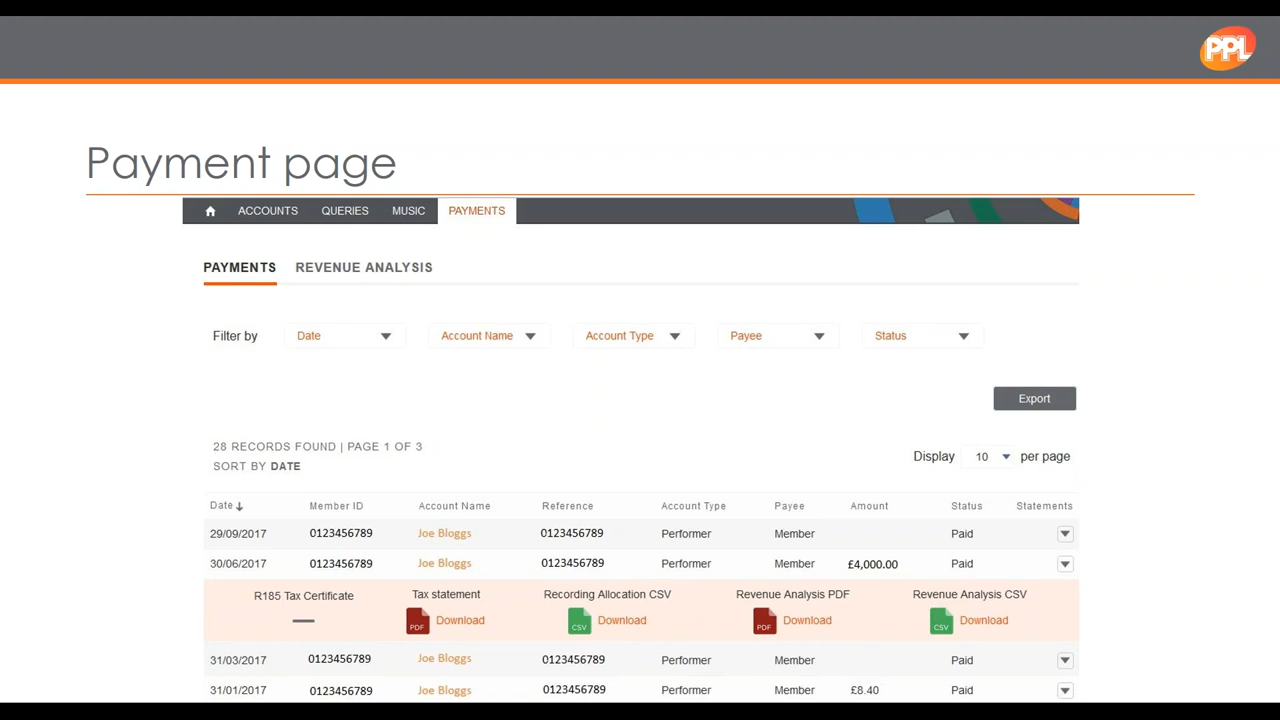 PPL
Payment page
ACCOUNTS QUERIES MUSIC PAYMENTS
PAYMENTS REVENUE ANALYSIS
Filter by Date Account Name Account Type Payee Status
Export
28 RECORDS FOUND | PAGE 1 OF 3
SORT BY DATE
Display 10 per page
Date Member ID Account Name Reference Account Type Payee Amount Status Statements
29/09/2017 0123456789 Joe Bloggs 0123456789 Performer Member Paid
30/06/2017 0123456789 Joe Bloggs 0123456789 Performer Member £4,000.00 Paid
R185 Tax Certificate Tax statement Recording Allocation CSV Revenue Analysis PDF Revenue Analysis CSV
PDF Download CSV Download PDF Download CSV Download
31/03/2017 0123456789 Joe Bloggs 0123456789 Performer Member Paid
31/01/2017 0123456789 Joe Bloggs 0123456789 Performer Member £8.40 Paid